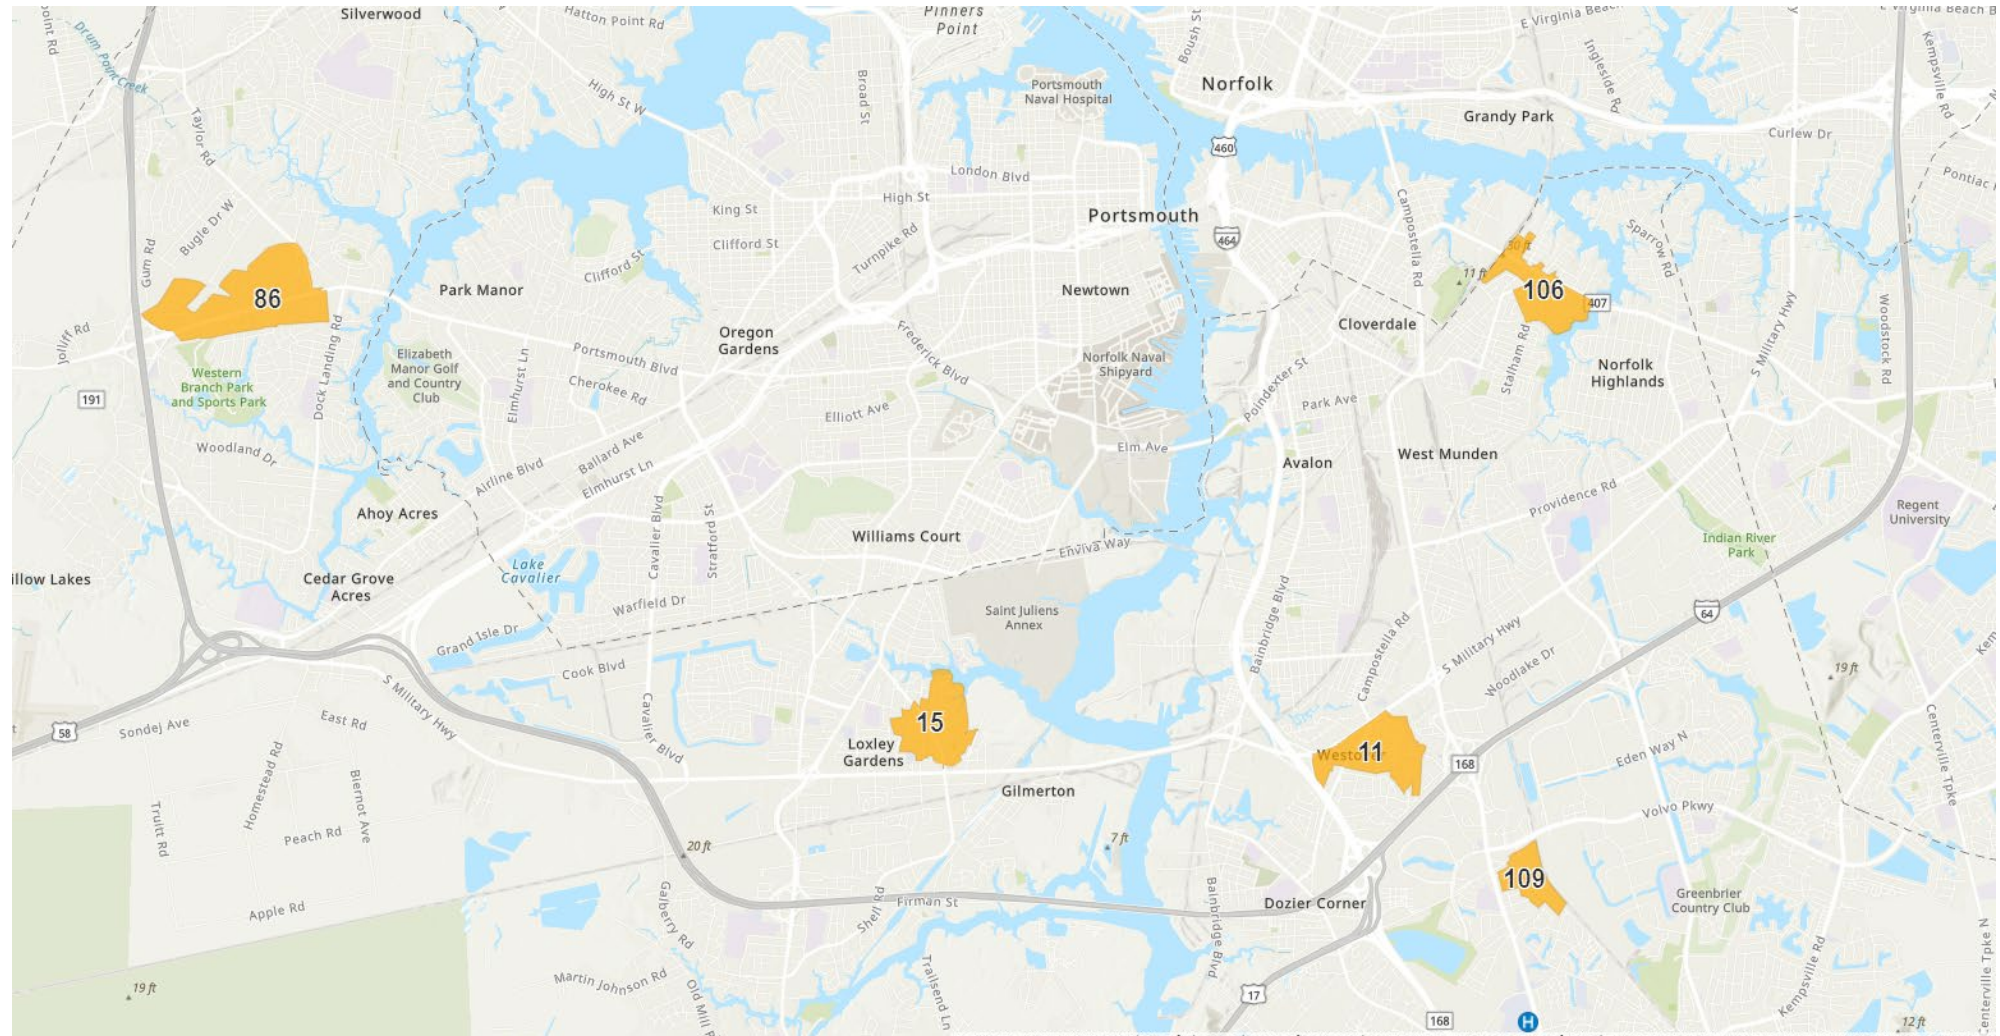 Silverwood
Hatton Point Rd
Pinners
Point
Boush St
E Virginia Beach
E Virginia Beach B
Point Rd
Drum Point Creek
Taylor Rd
High St W
Broad St
Portsmouth
Naval Hospital
Norfolk
Ingleside R
Grandy Park
Kempsville Rd
Curlew Dr
460
London Blvd
High St
King St
Clifford St
Clifford St
Turnpike Rd
Portsmouth
464
Campostella Rd
Sparrow Rd
Pontiac
Bugle Dr W
Gum Rd
86
Park Manor
Newtown
30 ft
11 ft
106
407
S Military Hwy
Woodstock Rd
Jolliff Rd
Dock Landing Rd
Oregon
Gardens
Frederick Blvd
Cloverdale
Stalham Rd
Norfolk
Highlands
Elizabeth
Manor Golf
and Country
Club
Elmhurst Ln
Portsmouth Blvd
Cherokee Rd
Norfolk Naval
Shipyard
Poindexter St
Park Ave
Western
Branch Park
and Sports Park
191
Elliott Ave
Elm Ave
Woodland Dr
Airline Blvd
Ballard Ave
Elmhurst Ln
Avalon
West Munden
Providence Rd
Regent
University
Ahoy Acres
Cavalier Blvd
Stratford St
Williams Court
Enviva Way
Indian River
Park
illow Lakes
Cedar Grove
Acres
Lake
Cavalier
Warfield Dr
Saint Juliens
Annex
Bainbridge Blvd
Campostella Rd
64
Grand Isle Dr
Cook Blvd
S Military Hwy
Woodlake Dr
19 ft
Kem
58
Sondej Ave
East Rd
S Military Hwy
Cavalier Blvd
15
Loxley
Gardens
Westover
11
168
Eden Way N
Centerville Tpke
Homestead Rd
Biernot Ave
Truitt Rd
Peach Rd
Gilmerton
Volvo Pkwy
20 ft
7 ft
109
Apple Rd
Galberry Rd
Shell Rd
Firman St
Bainbridge Blvd
Dozier Corner
Greenbrier
Country Club
Martin Johnson Rd
Old Mill R
Trailsend Ln
Kempsville Rd
Centerville Tpke N
19 ft
17
168
H
12 ft